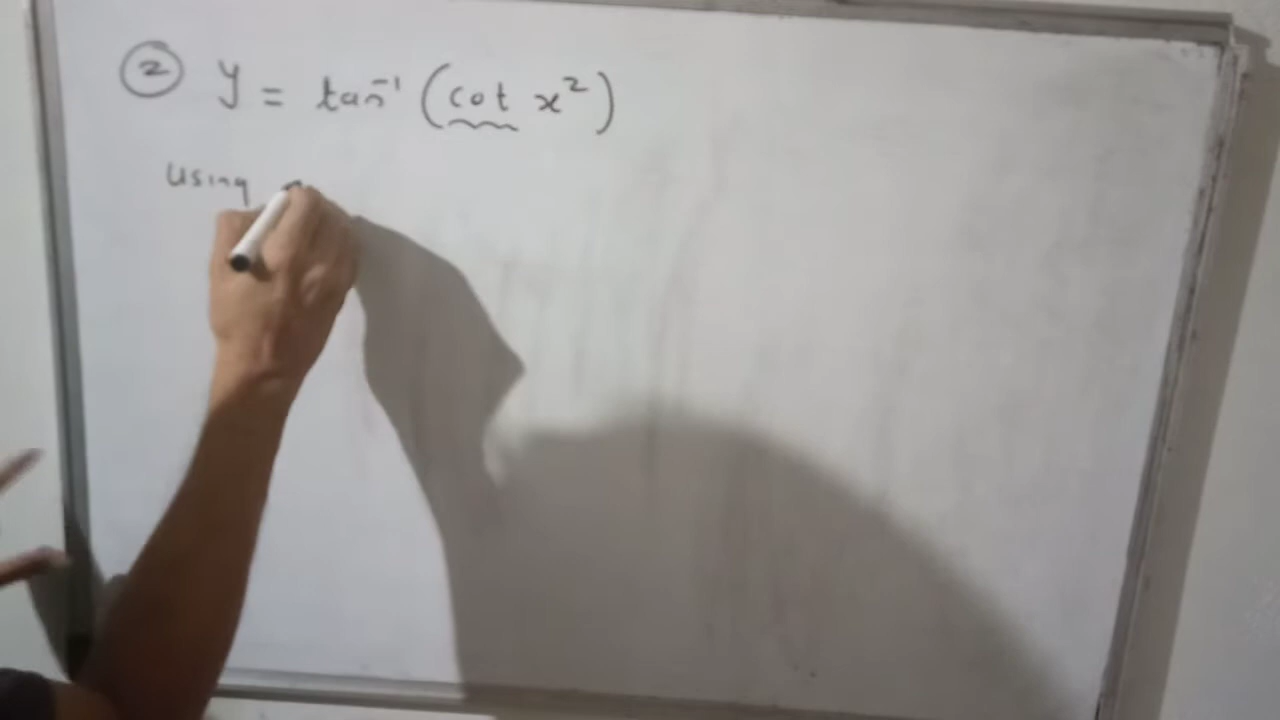 ② y = tan⁻¹ (cot x²)
Using